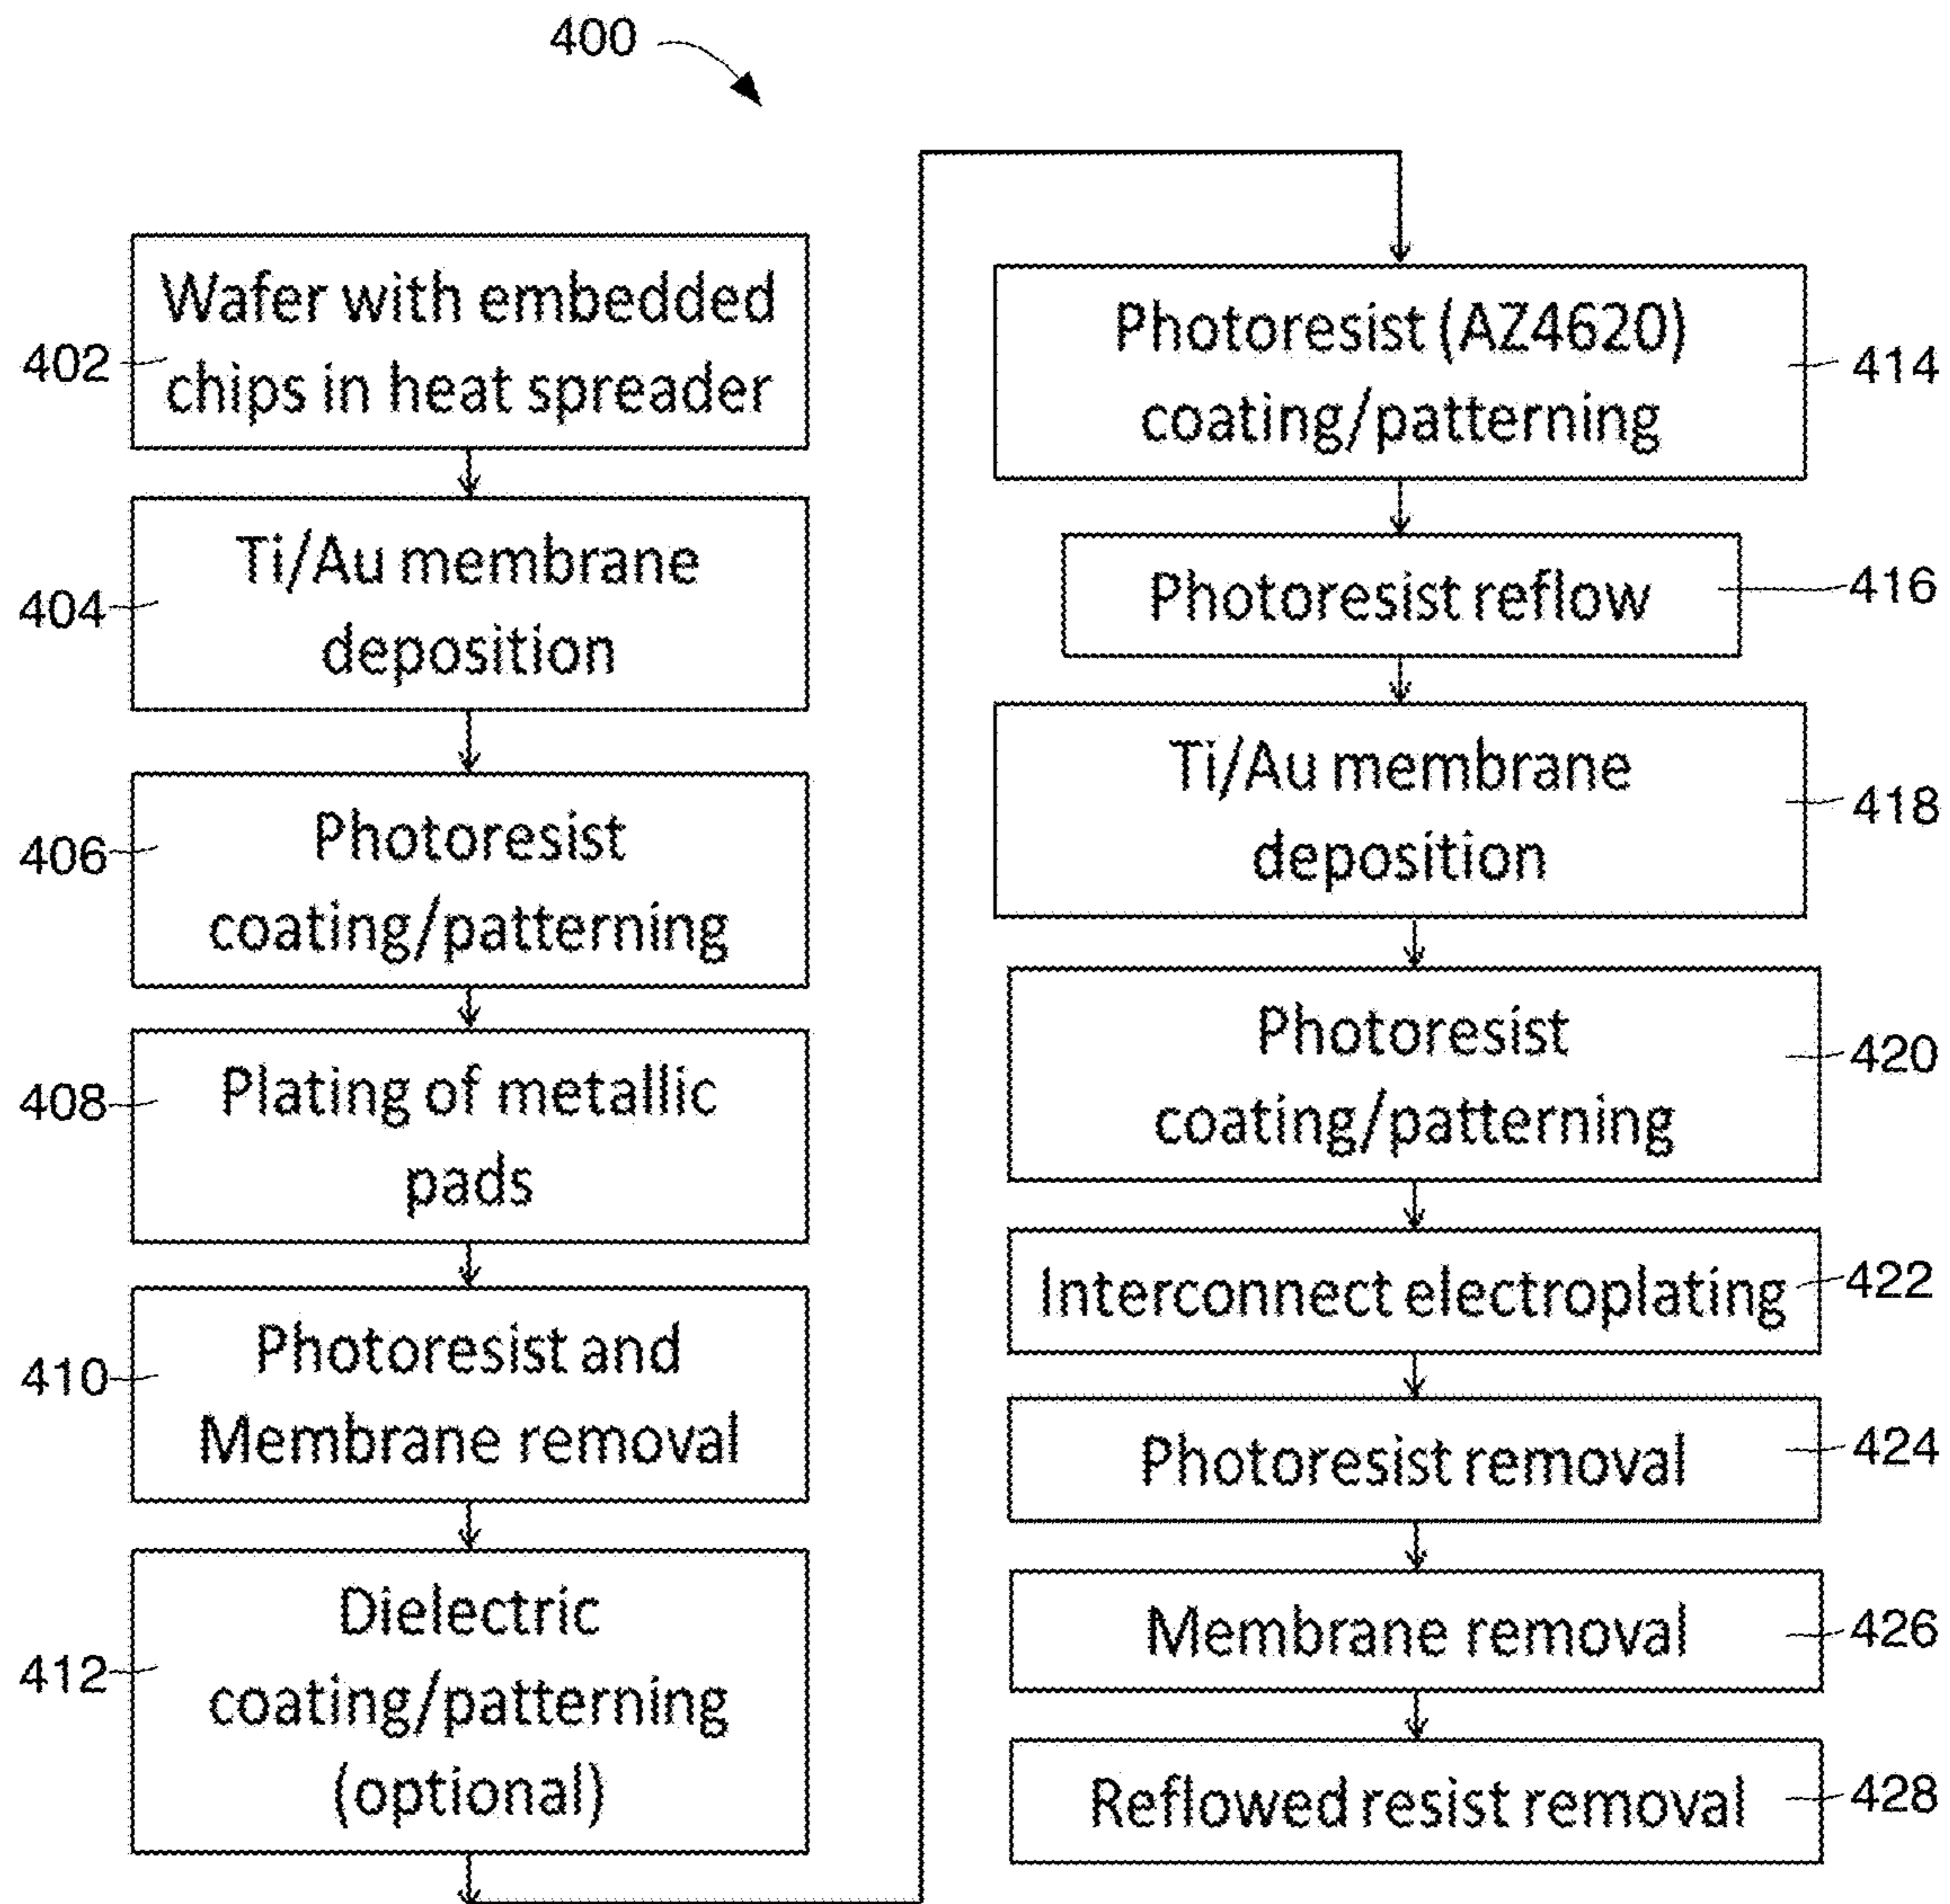 400
Wafer with embedded
chips in heat spreader
402
Ti/Au membrane
deposition
404
Photoresist
coating/patterning
406
Plating of metallic
pads
408
Photoresist and
Membrane removal
410
Dielectric
coating/patterning
(optional)
412
Photoresist (AZ4620)
coating/patterning
414
Photoresist reflow
416
Ti/Au membrane
deposition
418
Photoresist
coating/patterning
420
Interconnect electroplating
422
Photoresist removal
424
Membrane removal
426
Reflowed resist removal
428